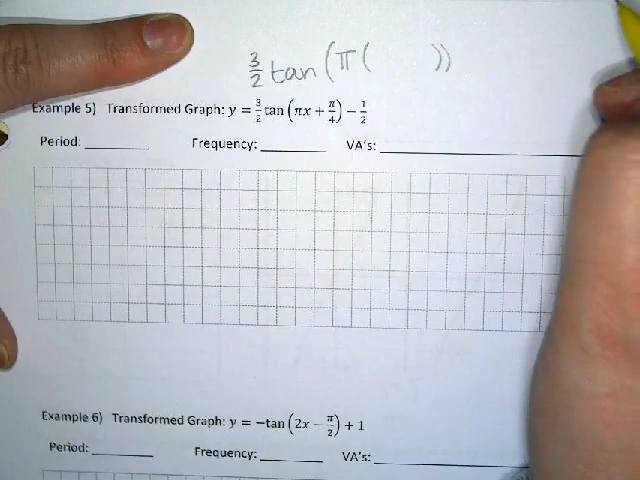 3/2 tan (π (      ))
Example 5) Transformed Graph: y = 3/2 tan(πx + π/4) − 1/2
Period: ________ Frequency: ________ VA's: ________
Example 6) Transformed Graph: y = −tan(2x − π/2) + 1
Period: ________ Frequency: ________ VA's: ________